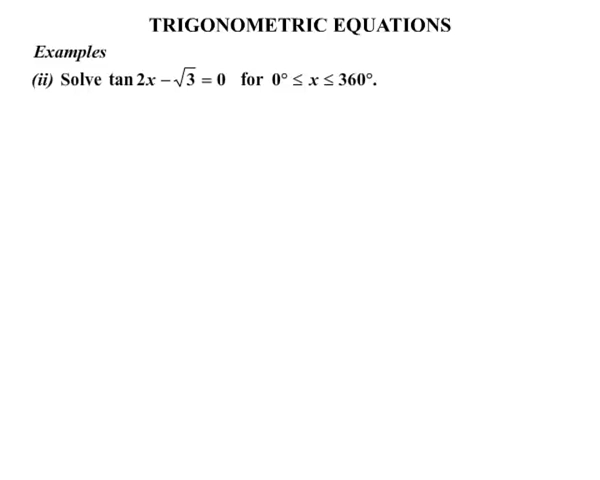 TRIGONOMETRIC EQUATIONS
Examples
(ii) Solve tan 2x − √3 = 0 for 0° ≤ x ≤ 360°.